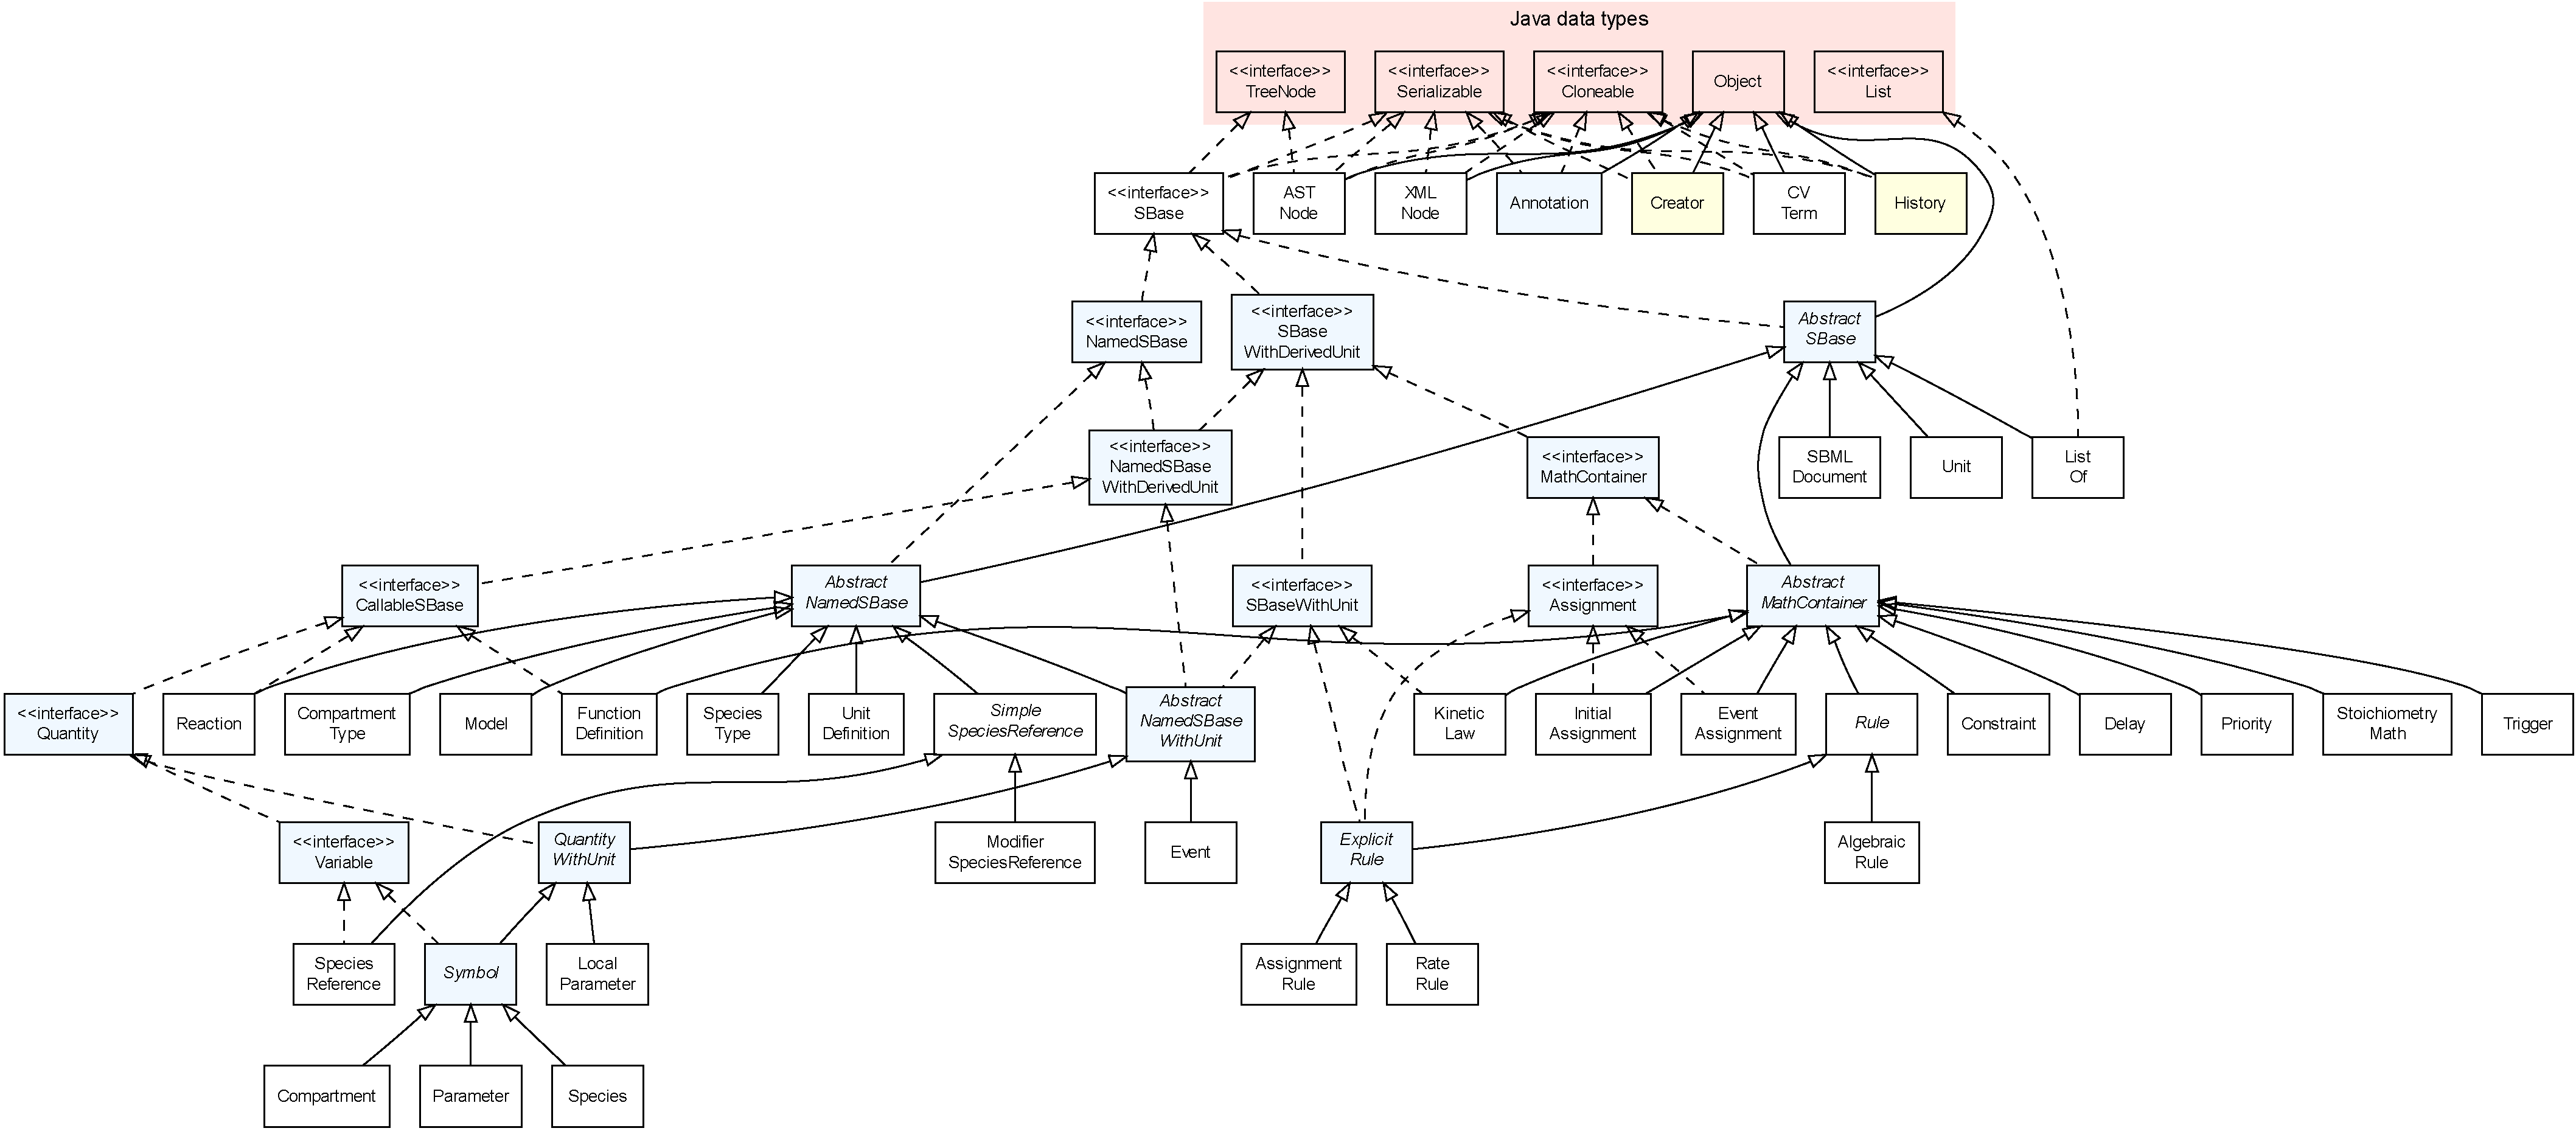 Java data types
<<interface>>
TreeNode
<<interface>>
Serializable
<<interface>>
Cloneable
Object
<<interface>>
List
<<interface>>
SBase
AST
Node
XML
Node
Annotation
Creator
CV
Term
History
<<interface>>
NamedSBase
<<interface>>
SBase
WithDerivedUnit
Abstract
SBase
<<interface>>
NamedSBase
WithDerivedUnit
<<interface>>
MathContainer
SBML
Document
Unit
List
Of
<<interface>>
CallableSBase
Abstract
NamedSBase
<<interface>>
SBaseWithUnit
<<interface>>
Assignment
Abstract
MathContainer
<<interface>>
Quantity
Reaction
Compartment
Type
Model
Function
Definition
Species
Type
Unit
Definition
Simple
SpeciesReference
Abstract
NamedSBase
WithUnit
Kinetic
Law
Initial
Assignment
Event
Assignment
Rule
Constraint
Delay
Priority
Stoichiometry
Math
Trigger
<<interface>>
Variable
Quantity
WithUnit
Modifier
SpeciesReference
Event
Explicit
Rule
Algebraic
Rule
Species
Reference
Symbol
Local
Parameter
Assignment
Rule
Rate
Rule
Compartment
Parameter
Species